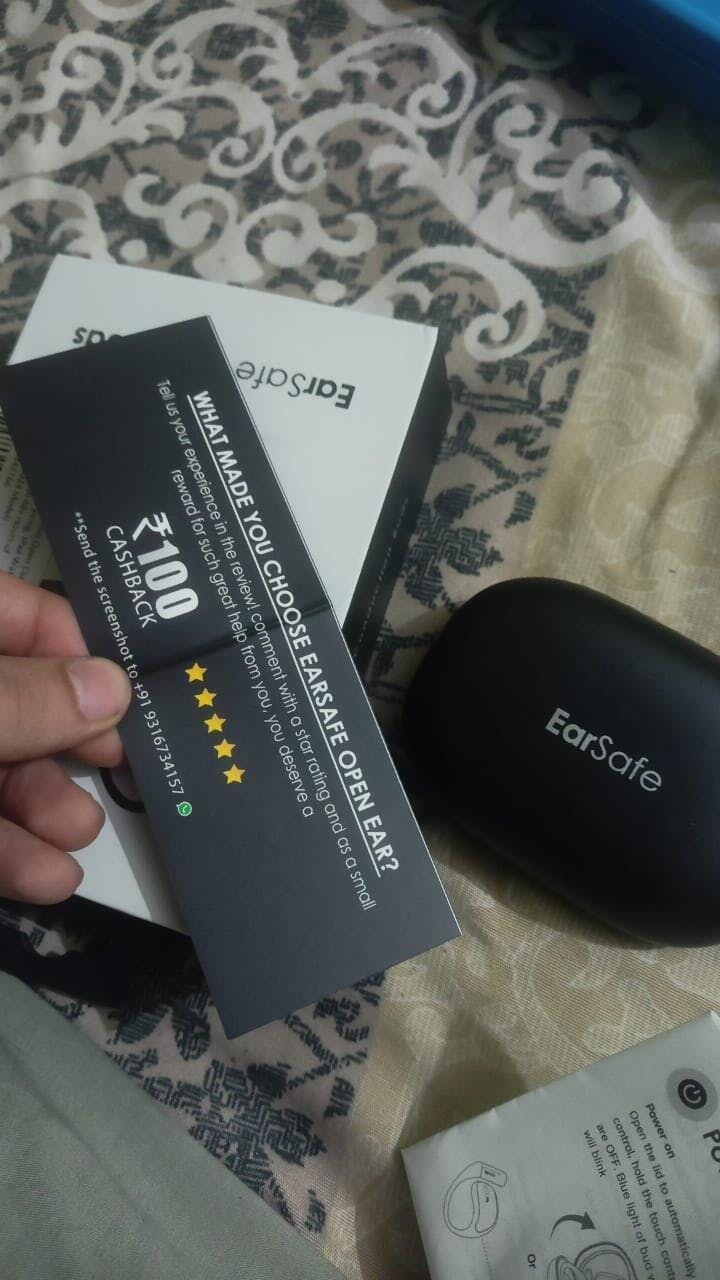 EarSafe
WHAT MADE YOU CHOOSE EARSAFE OPEN EAR?
Tell us your experience in the review! comment with a star rating and as a small
reward for such great help from you, you deserve a
₹100
CASHBACK
**Send the screenshot to +91 9316734157
EarSafe
Power on
Open the lid to automatically
control, hold the touch cont
are OFF. Blue light of bud
will blink
Or